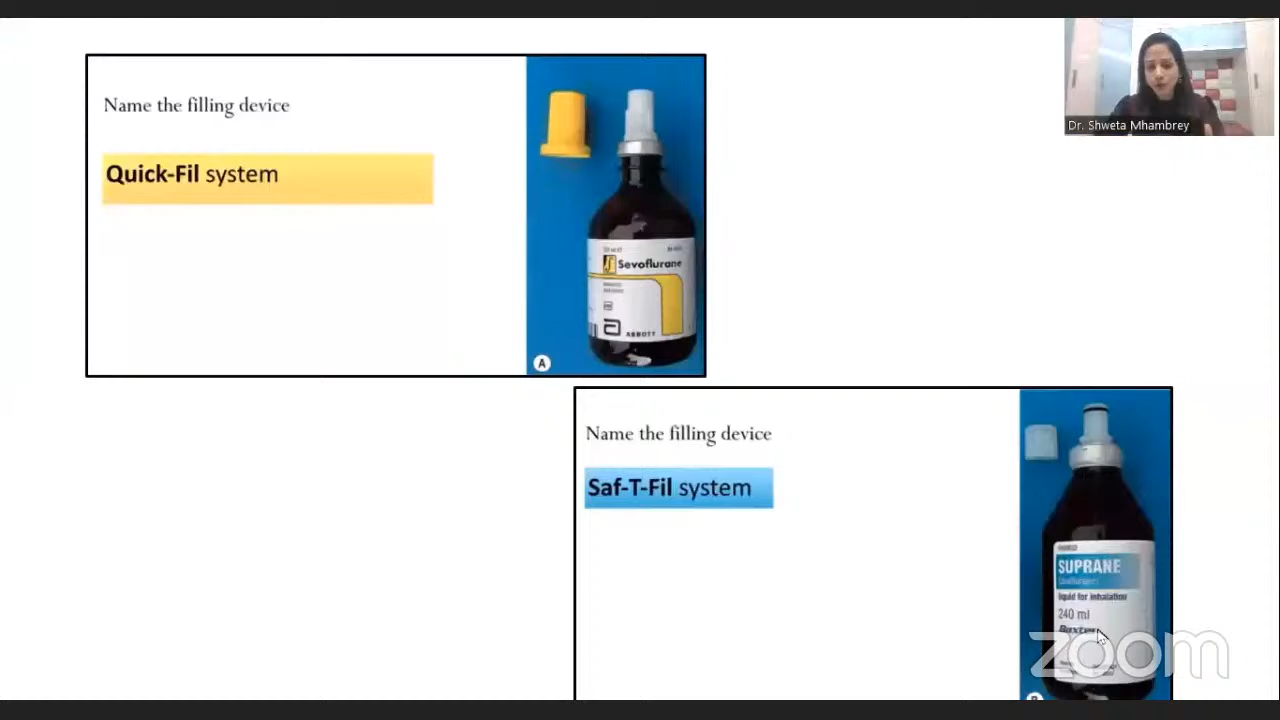 Name the filling device
Quick-Fil system
Sevoflurane
ABBOTT
A
Dr. Shweta Mhambrey
Name the filling device
Saf-T-Fil system
SUPRANE
liquid for inhalation
240 ml
Baxter
zoom